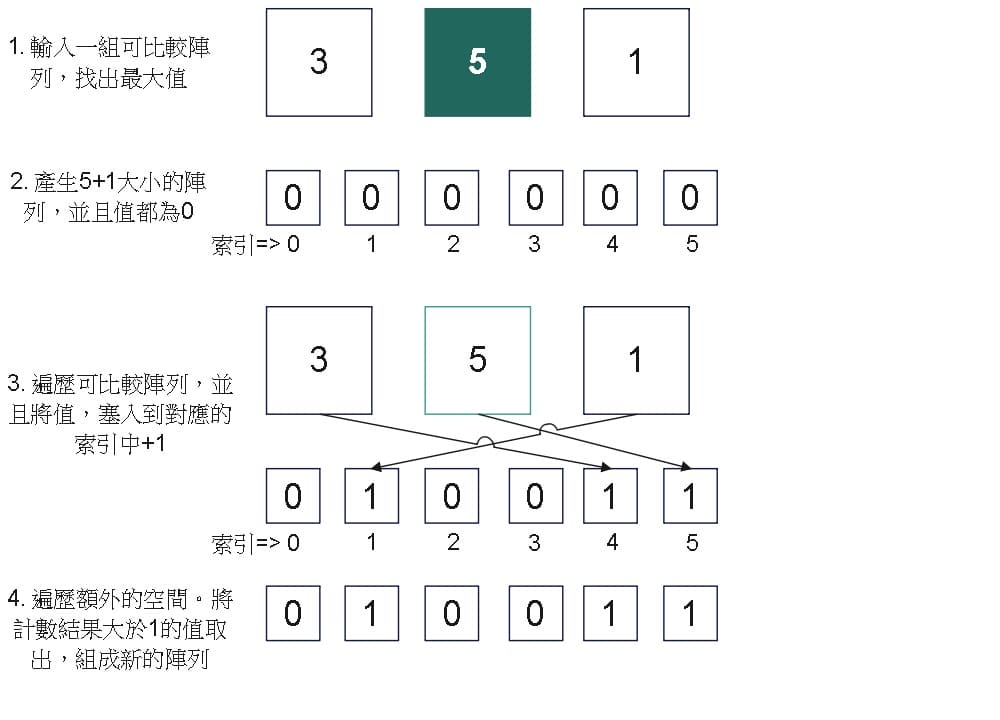 1. 輸入一組可比較陣
列，找出最大值
3 5 1
2. 產生5+1大小的陣
列，並且值都為0
0 0 0 0 0 0
索引=> 0 1 2 3 4 5
3 5 1
3. 遍歷可比較陣列，並
且將值，塞入到對應的
索引中+1
0 1 0 0 1 1
索引=> 0 1 2 3 4 5
4. 遍歷額外的空間。將
計數結果大於1的值取
出，組成新的陣列
0 1 0 0 1 1